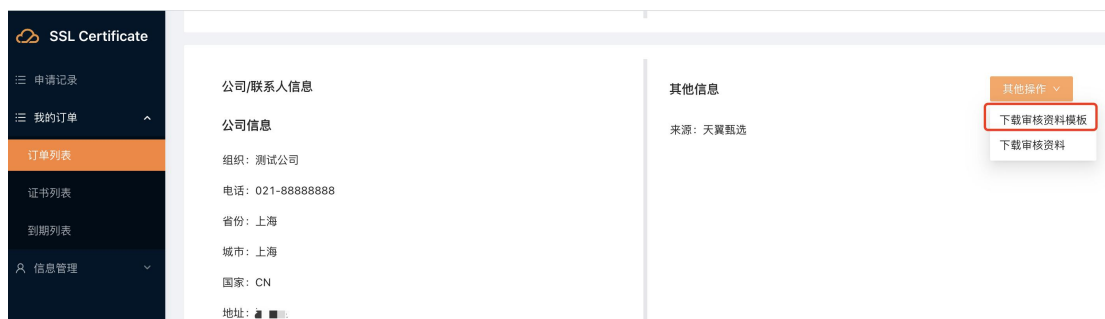 SSL Certificate
申请记录
我的订单
订单列表
证书列表
到期列表
信息管理
公司/联系人信息
公司信息
组织：测试公司
电话：021-88888888
省份：上海
城市：上海
国家：CN
地址：
其他信息
来源：天翼甄选
其他操作
下载审核资料模板
下载审核资料